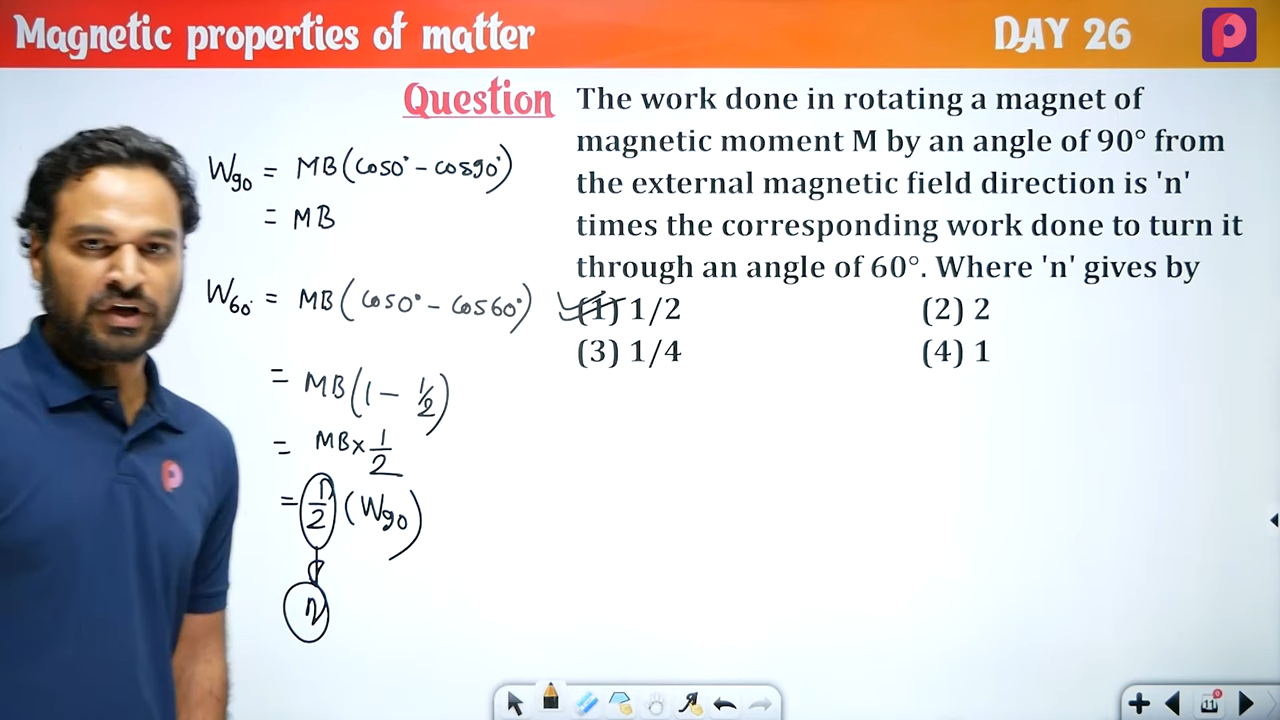 Magnetic properties of matter
DAY 26
Question
The work done in rotating a magnet of
magnetic moment M by an angle of 90° from
the external magnetic field direction is 'n'
times the corresponding work done to turn it
through an angle of 60°. Where 'n' gives by
(1) 1/2
(2) 2
(3) 1/4
(4) 1
W90 = MB(cos0° - cos90°)
= MB
W60° = MB(cos0° - cos60°)
= MB(1 - 1/2)
= MB × 1/2
= n/2 (W90)
n
11